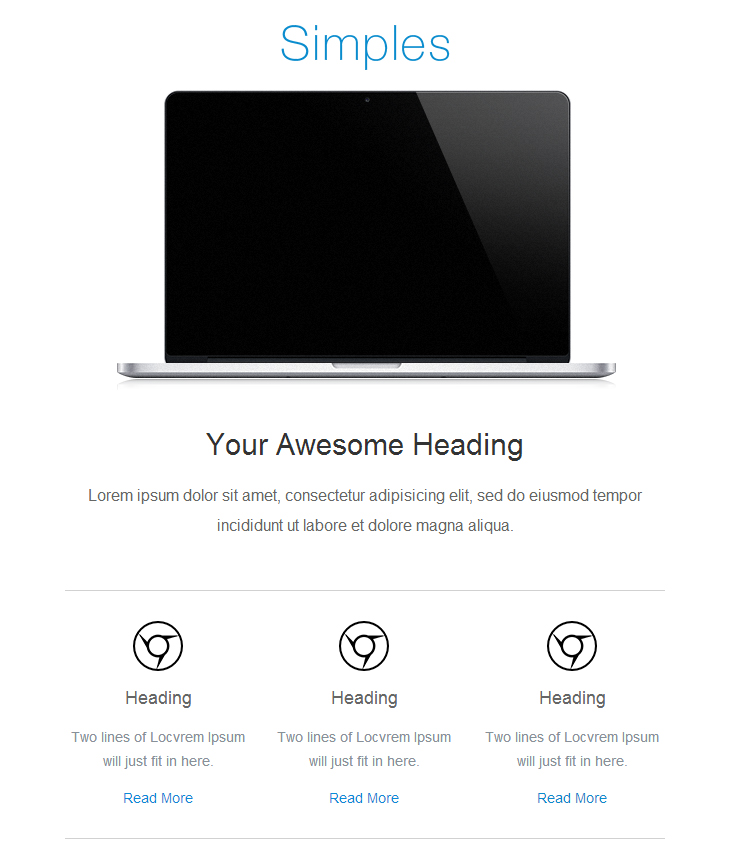 Simples
Your Awesome Heading
Lorem ipsum dolor sit amet, consectetur adipisicing elit, sed do eiusmod tempor
incididunt ut labore et dolore magna aliqua.
Heading Heading Heading
Two lines of Locvrem Ipsum Two lines of Locvrem Ipsum Two lines of Locvrem Ipsum
will just fit in here. will just fit in here. will just fit in here.
Read More Read More Read More